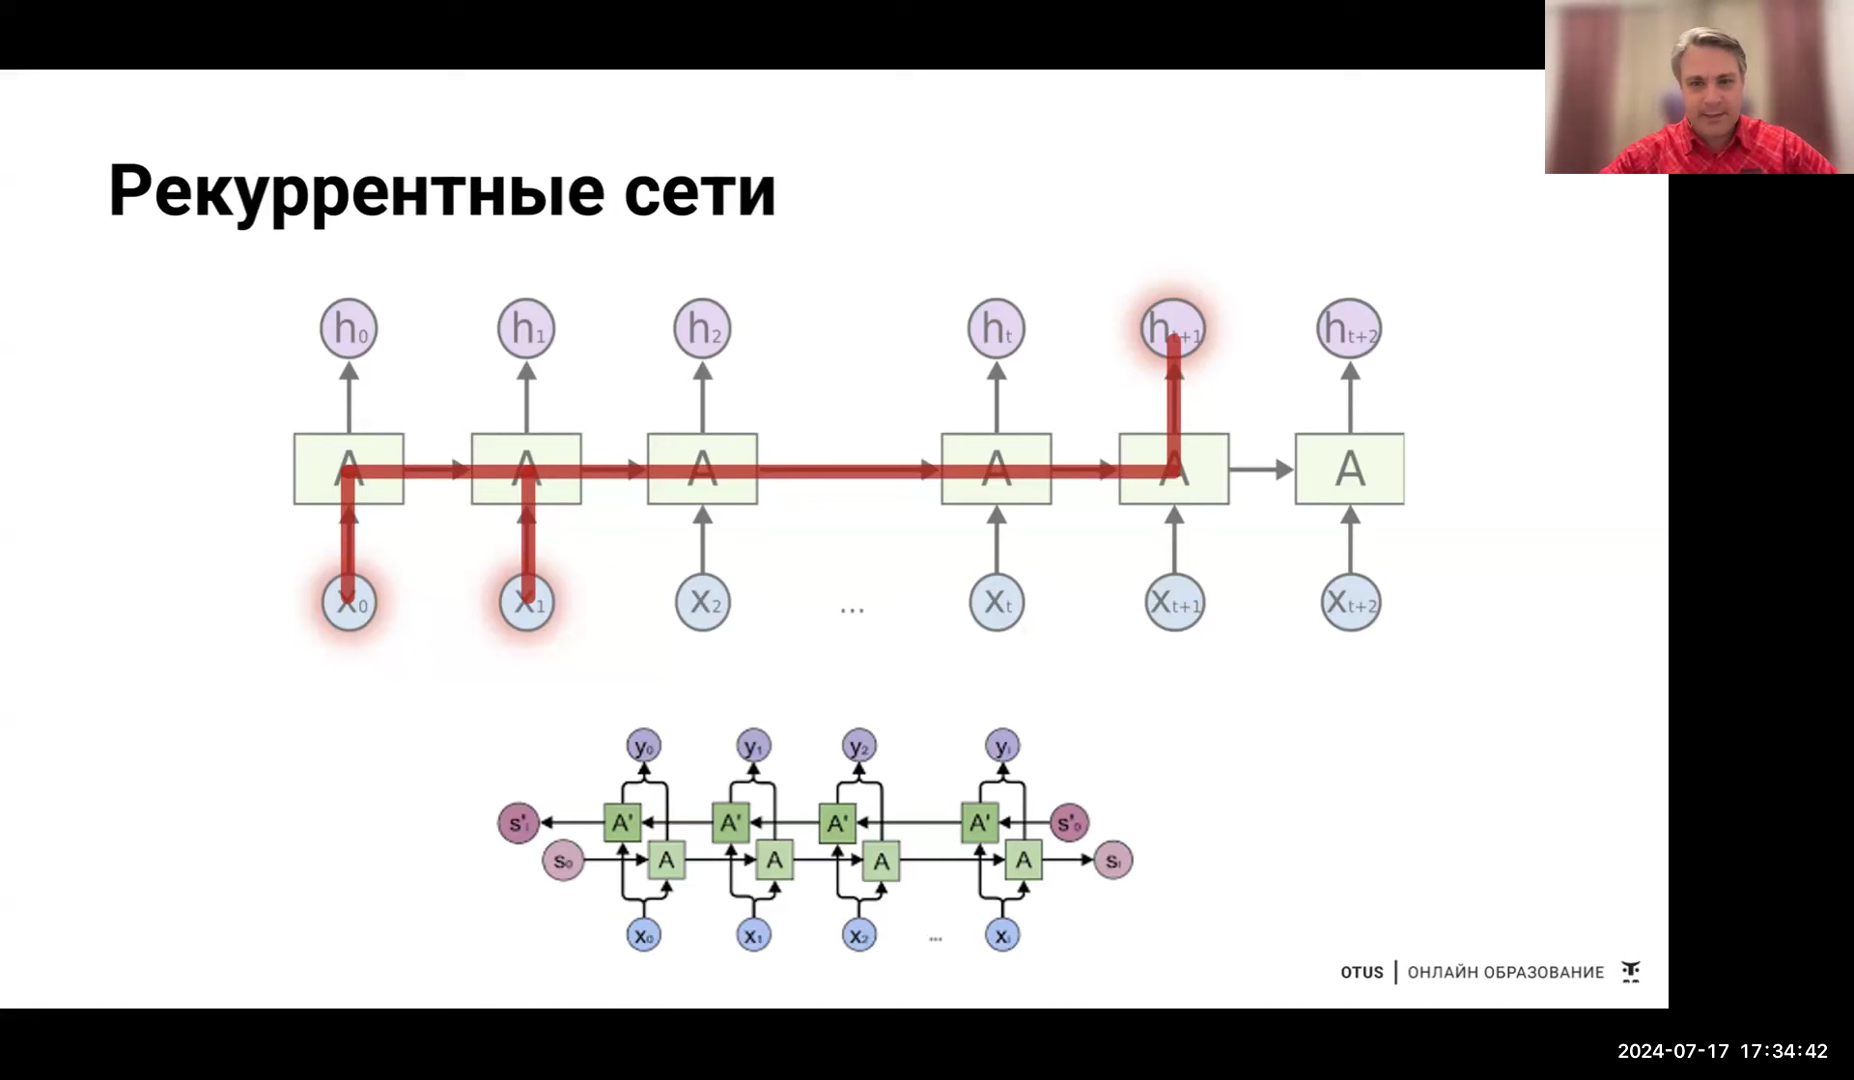 Рекуррентные сети
h₀ h₁ h₂ hₜ hₜ₊₁ hₜ₊₂
A A A A A A
x₀ x₁ x₂ ... xₜ xₜ₊₁ xₜ₊₂
y₀ y₁ y₂ yᵢ
s'ᵢ A' A' A' A' s'₀
s₀ A A A A sᵢ
x₀ x₁ x₂ ... xᵢ
OTUS | ОНЛАЙН ОБРАЗОВАНИЕ
2024-07-17 17:34:42